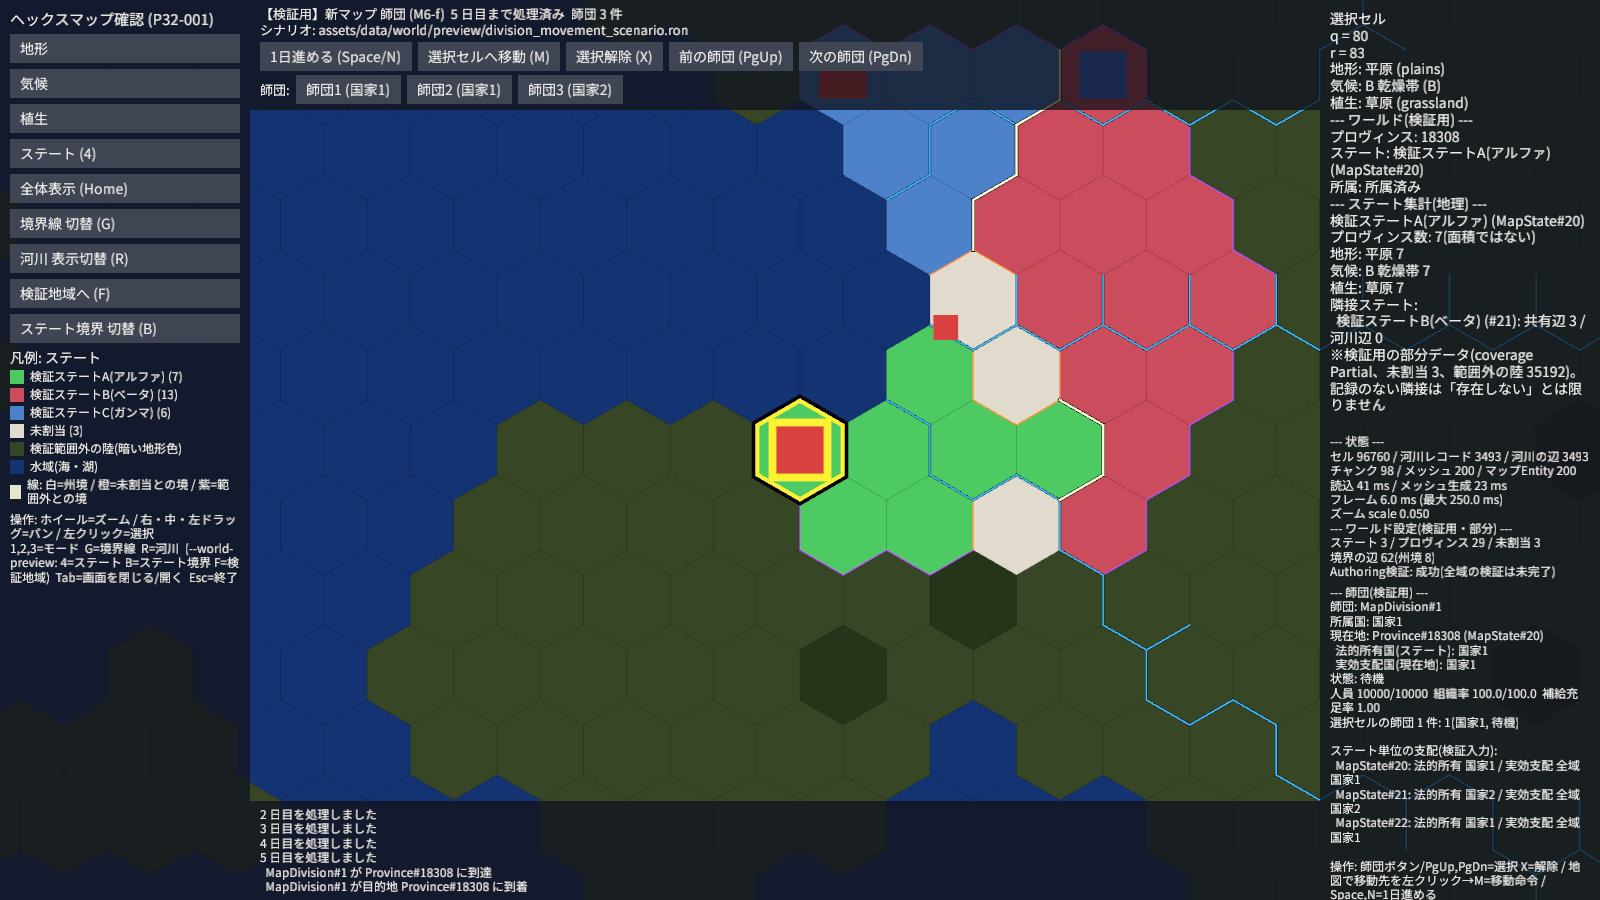 ヘックスマップ確認 (P32-001)
地形
気候
植生
ステート (4)
全体表示 (Home)
境界線 切替 (G)
河川 表示切替 (R)
検証地域へ (F)
ステート境界 切替 (B)
凡例: ステート
検証ステートA(アルファ) (7)
検証ステートB(ベータ) (13)
検証ステートC(ガンマ) (6)
未割当 (3)
検証範囲外の陸(暗い地形色)
水域(海・湖)
線: 白=州境 / 橙=未割当との境 / 紫=範
囲外との境
操作: ホイール=ズーム / 右・中・左ドラッ
グ=パン / 左クリック=選択
1,2,3=モード G=境界線 R=河川 (--world-
preview: 4=ステート B=ステート境界 F=検
証地域) Tab=画面を閉じる/開く Esc=終了
【検証用】新マップ 師団 (M6-f) 5 日目まで処理済み 師団 3 件
シナリオ: assets/data/world/preview/division_movement_scenario.ron
1日進める (Space/N)
選択セルへ移動 (M)
選択解除 (X)
前の師団 (PgUp)
次の師団 (PgDn)
師団:
師団1 (国家1)
師団2 (国家1)
師団3 (国家2)
2 日目を処理しました
3 日目を処理しました
4 日目を処理しました
5 日目を処理しました
MapDivision#1 が Province#18308 に到達
MapDivision#1 が目的地 Province#18308 に到着
選択セル
q = 80
r = 83
地形: 平原 (plains)
気候: B 乾燥帯 (B)
植生: 草原 (grassland)
--- ワールド(検証用) ---
プロヴィンス: 18308
ステート: 検証ステートA(アルファ)
(MapState#20)
所属: 所属済み
--- ステート集計(地理) ---
検証ステートA(アルファ) (MapState#20)
プロヴィンス数: 7(面積ではない)
地形: 平原 7
気候: B 乾燥帯 7
植生: 草原 7
隣接ステート:
検証ステートB(ベータ) (#21): 共有辺 3 /
河川辺 0
※検証用の部分データ(coverage
Partial、未割当 3、範囲外の陸 35192)。
記録のない隣接は「存在しない」とは限
りません
--- 状態 ---
セル 96760 / 河川レコード 3493 / 河川の辺 3493
チャンク 98 / メッシュ 200 / マップEntity 200
読込 41 ms / メッシュ生成 23 ms
フレーム 6.0 ms (最大 250.0 ms)
ズーム scale 0.050
--- ワールド設定(検証用・部分) ---
ステート 3 / プロヴィンス 29 / 未割当 3
境界の辺 62(州境 8)
Authoring検証: 成功(全域の検証は未完了)
--- 師団(検証用) ---
師団: MapDivision#1
所属国: 国家1
現在地: Province#18308 (MapState#20)
法的所有国(ステート): 国家1
実効支配国(現在地): 国家1
状態: 待機
人員 10000/10000 組織率 100.0/100.0 補給充
足率 1.00
選択セルの師団 1 件: 1(国家1, 待機)
ステート単位の支配(検証入力):
MapState#20: 法的所有 国家1 / 実効支配 全域
国家1
MapState#21: 法的所有 国家2 / 実効支配 全域
国家2
MapState#22: 法的所有 国家1 / 実効支配 全域
国家1
操作: 師団ボタン/PgUp,PgDn=選択 X=解除 / 地
図で移動先を左クリック→M=移動命令 /
Space,N=1日進める